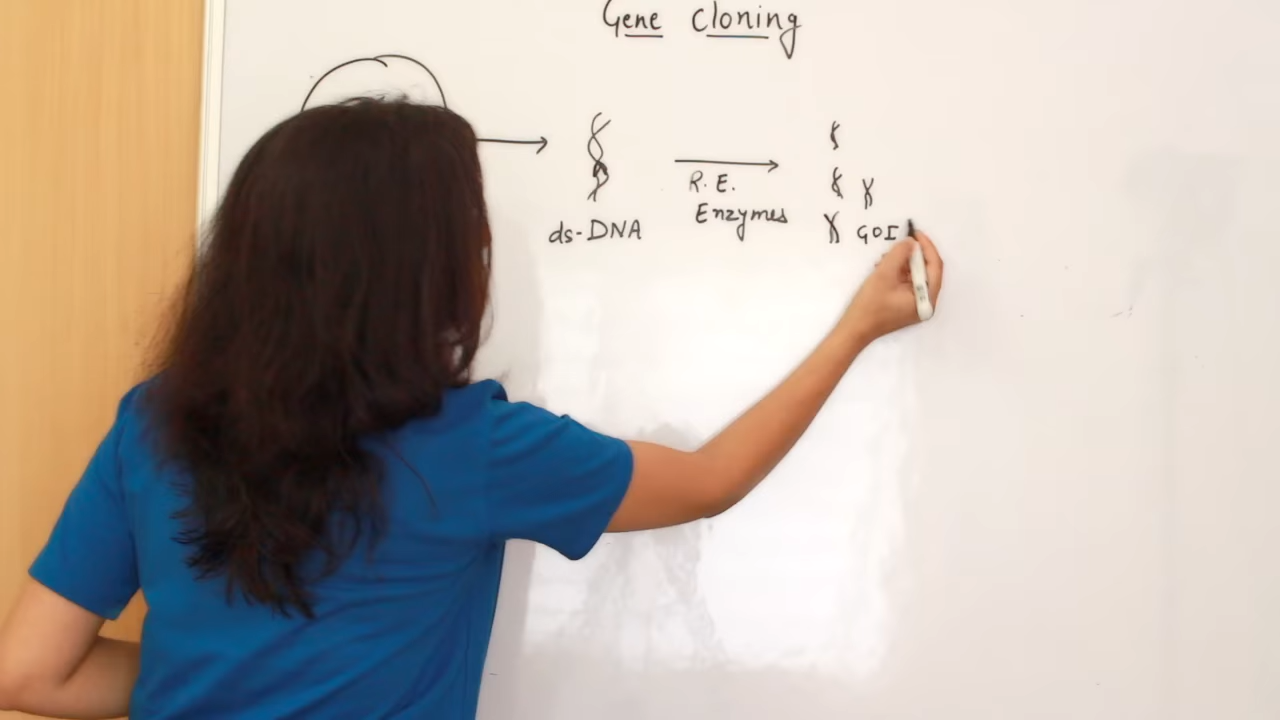 Gene Cloning
ds-DNA
R.E.
Enzymes
GOI